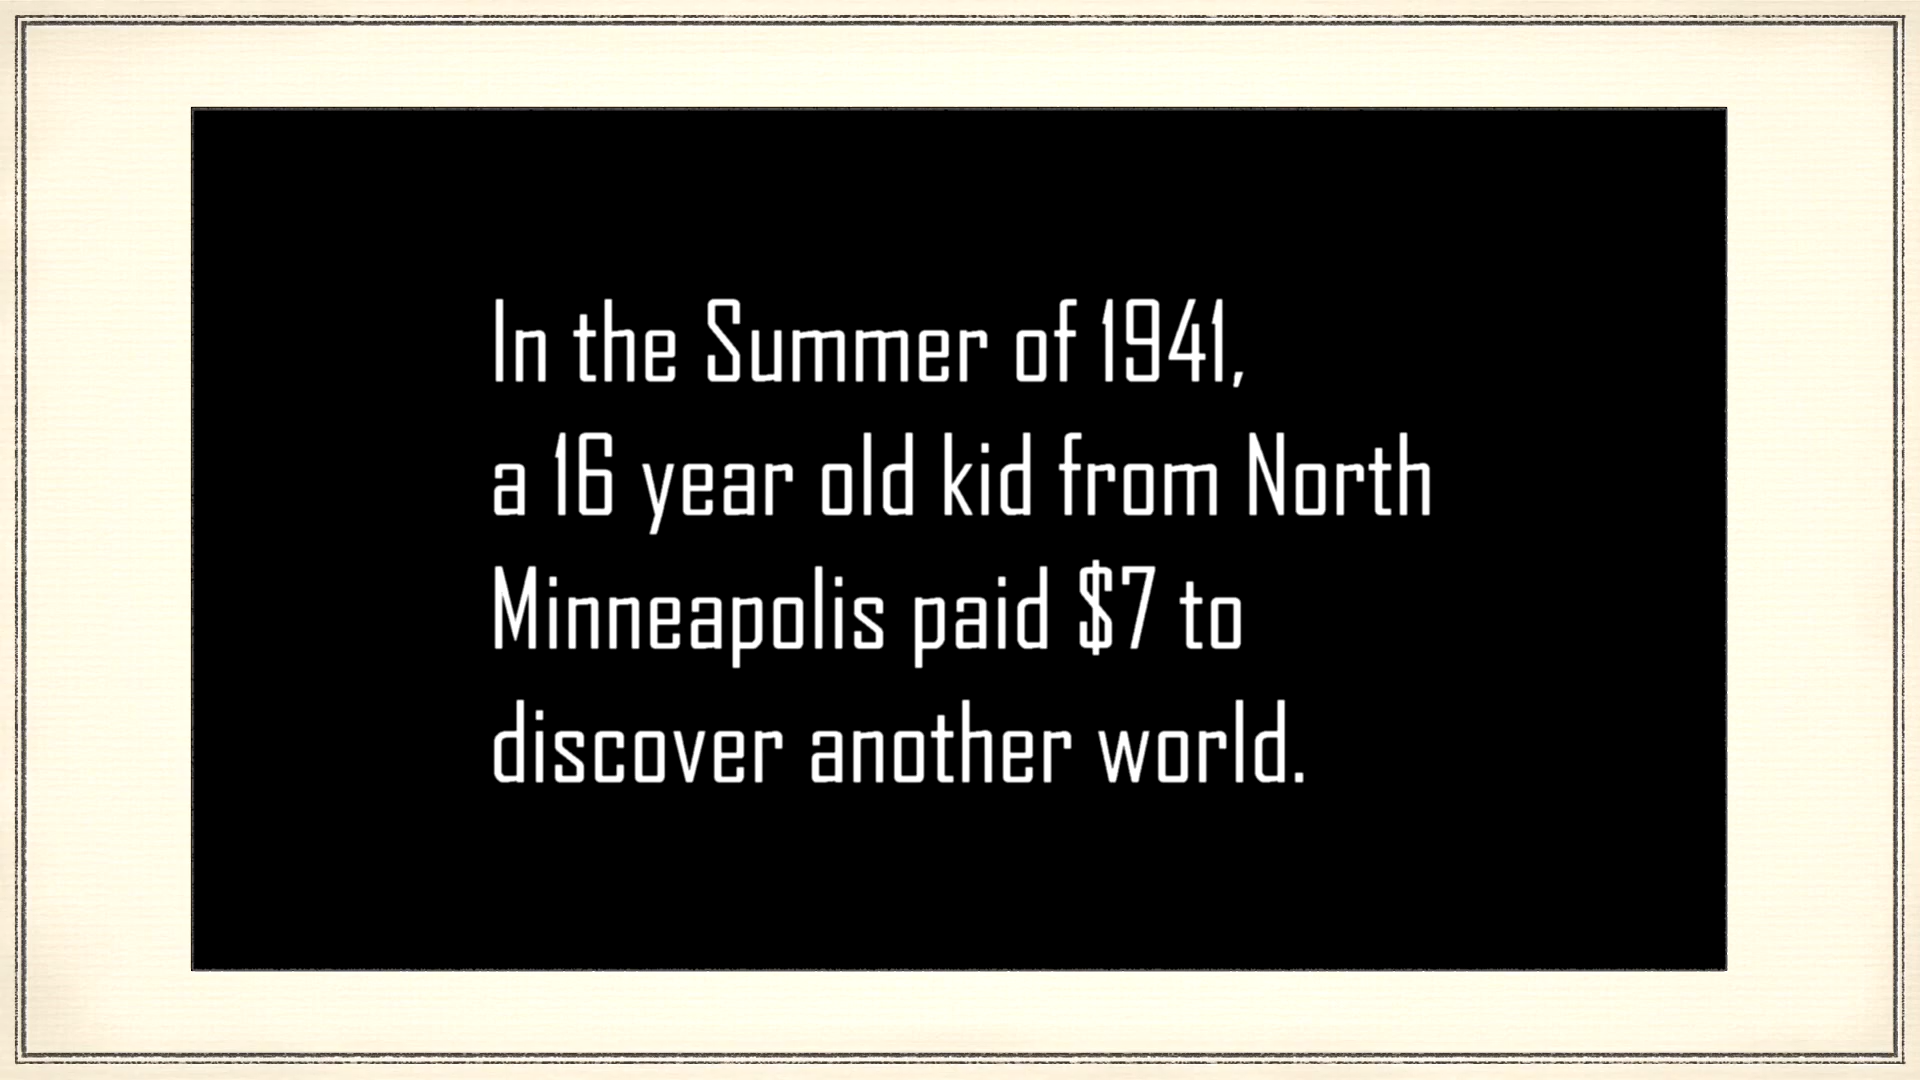 In the Summer of 1941,
a 16 year old kid from North
Minneapolis paid $7 to
discover another world.